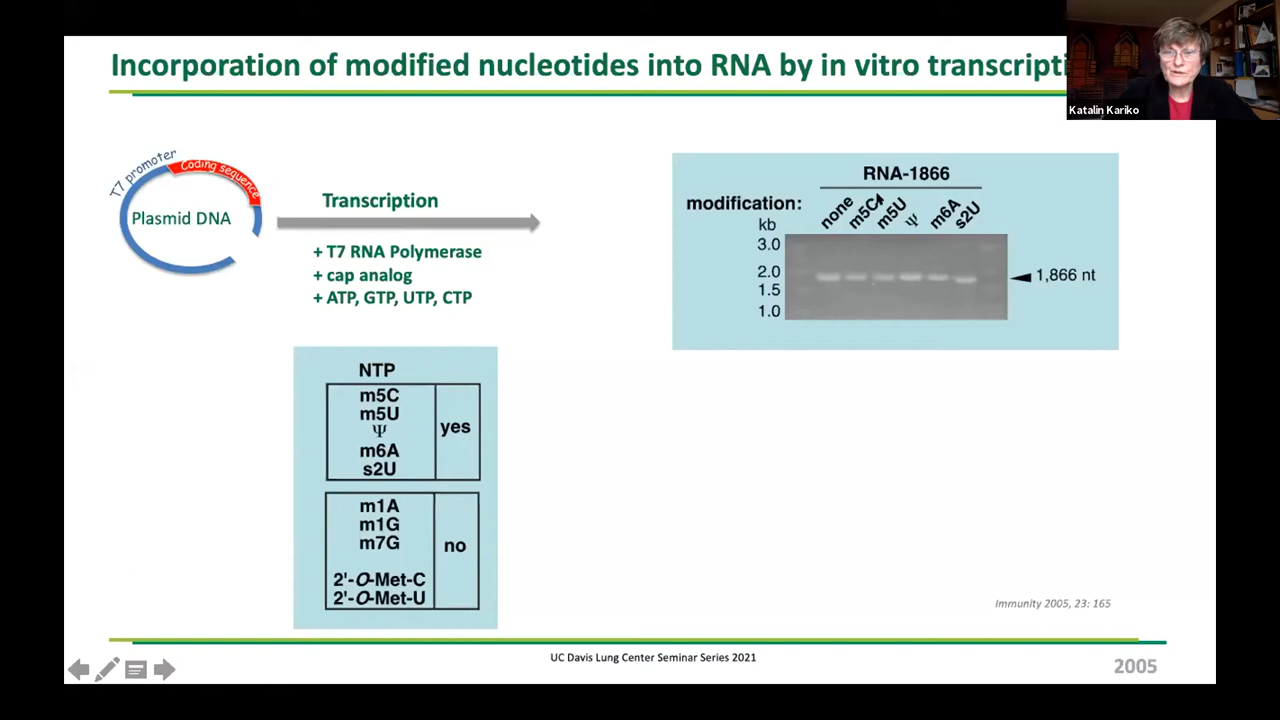 Incorporation of modified nucleotides into RNA by in vitro transcripti
Katalin Kariko
T7 promoter
Coding sequence
Plasmid DNA
Transcription
+ T7 RNA Polymerase
+ cap analog
+ ATP, GTP, UTP, CTP
RNA-1866
modification:
none m5C m5U Ψ m6A s2U
kb
3.0
2.0
1.5
1.0
1,866 nt
NTP
m5C
m5U
Ψ
m6A
s2U
yes
m1A
m1G
m7G
2'-O-Met-C
2'-O-Met-U
no
Immunity 2005, 23: 165
UC Davis Lung Center Seminar Series 2021
2005